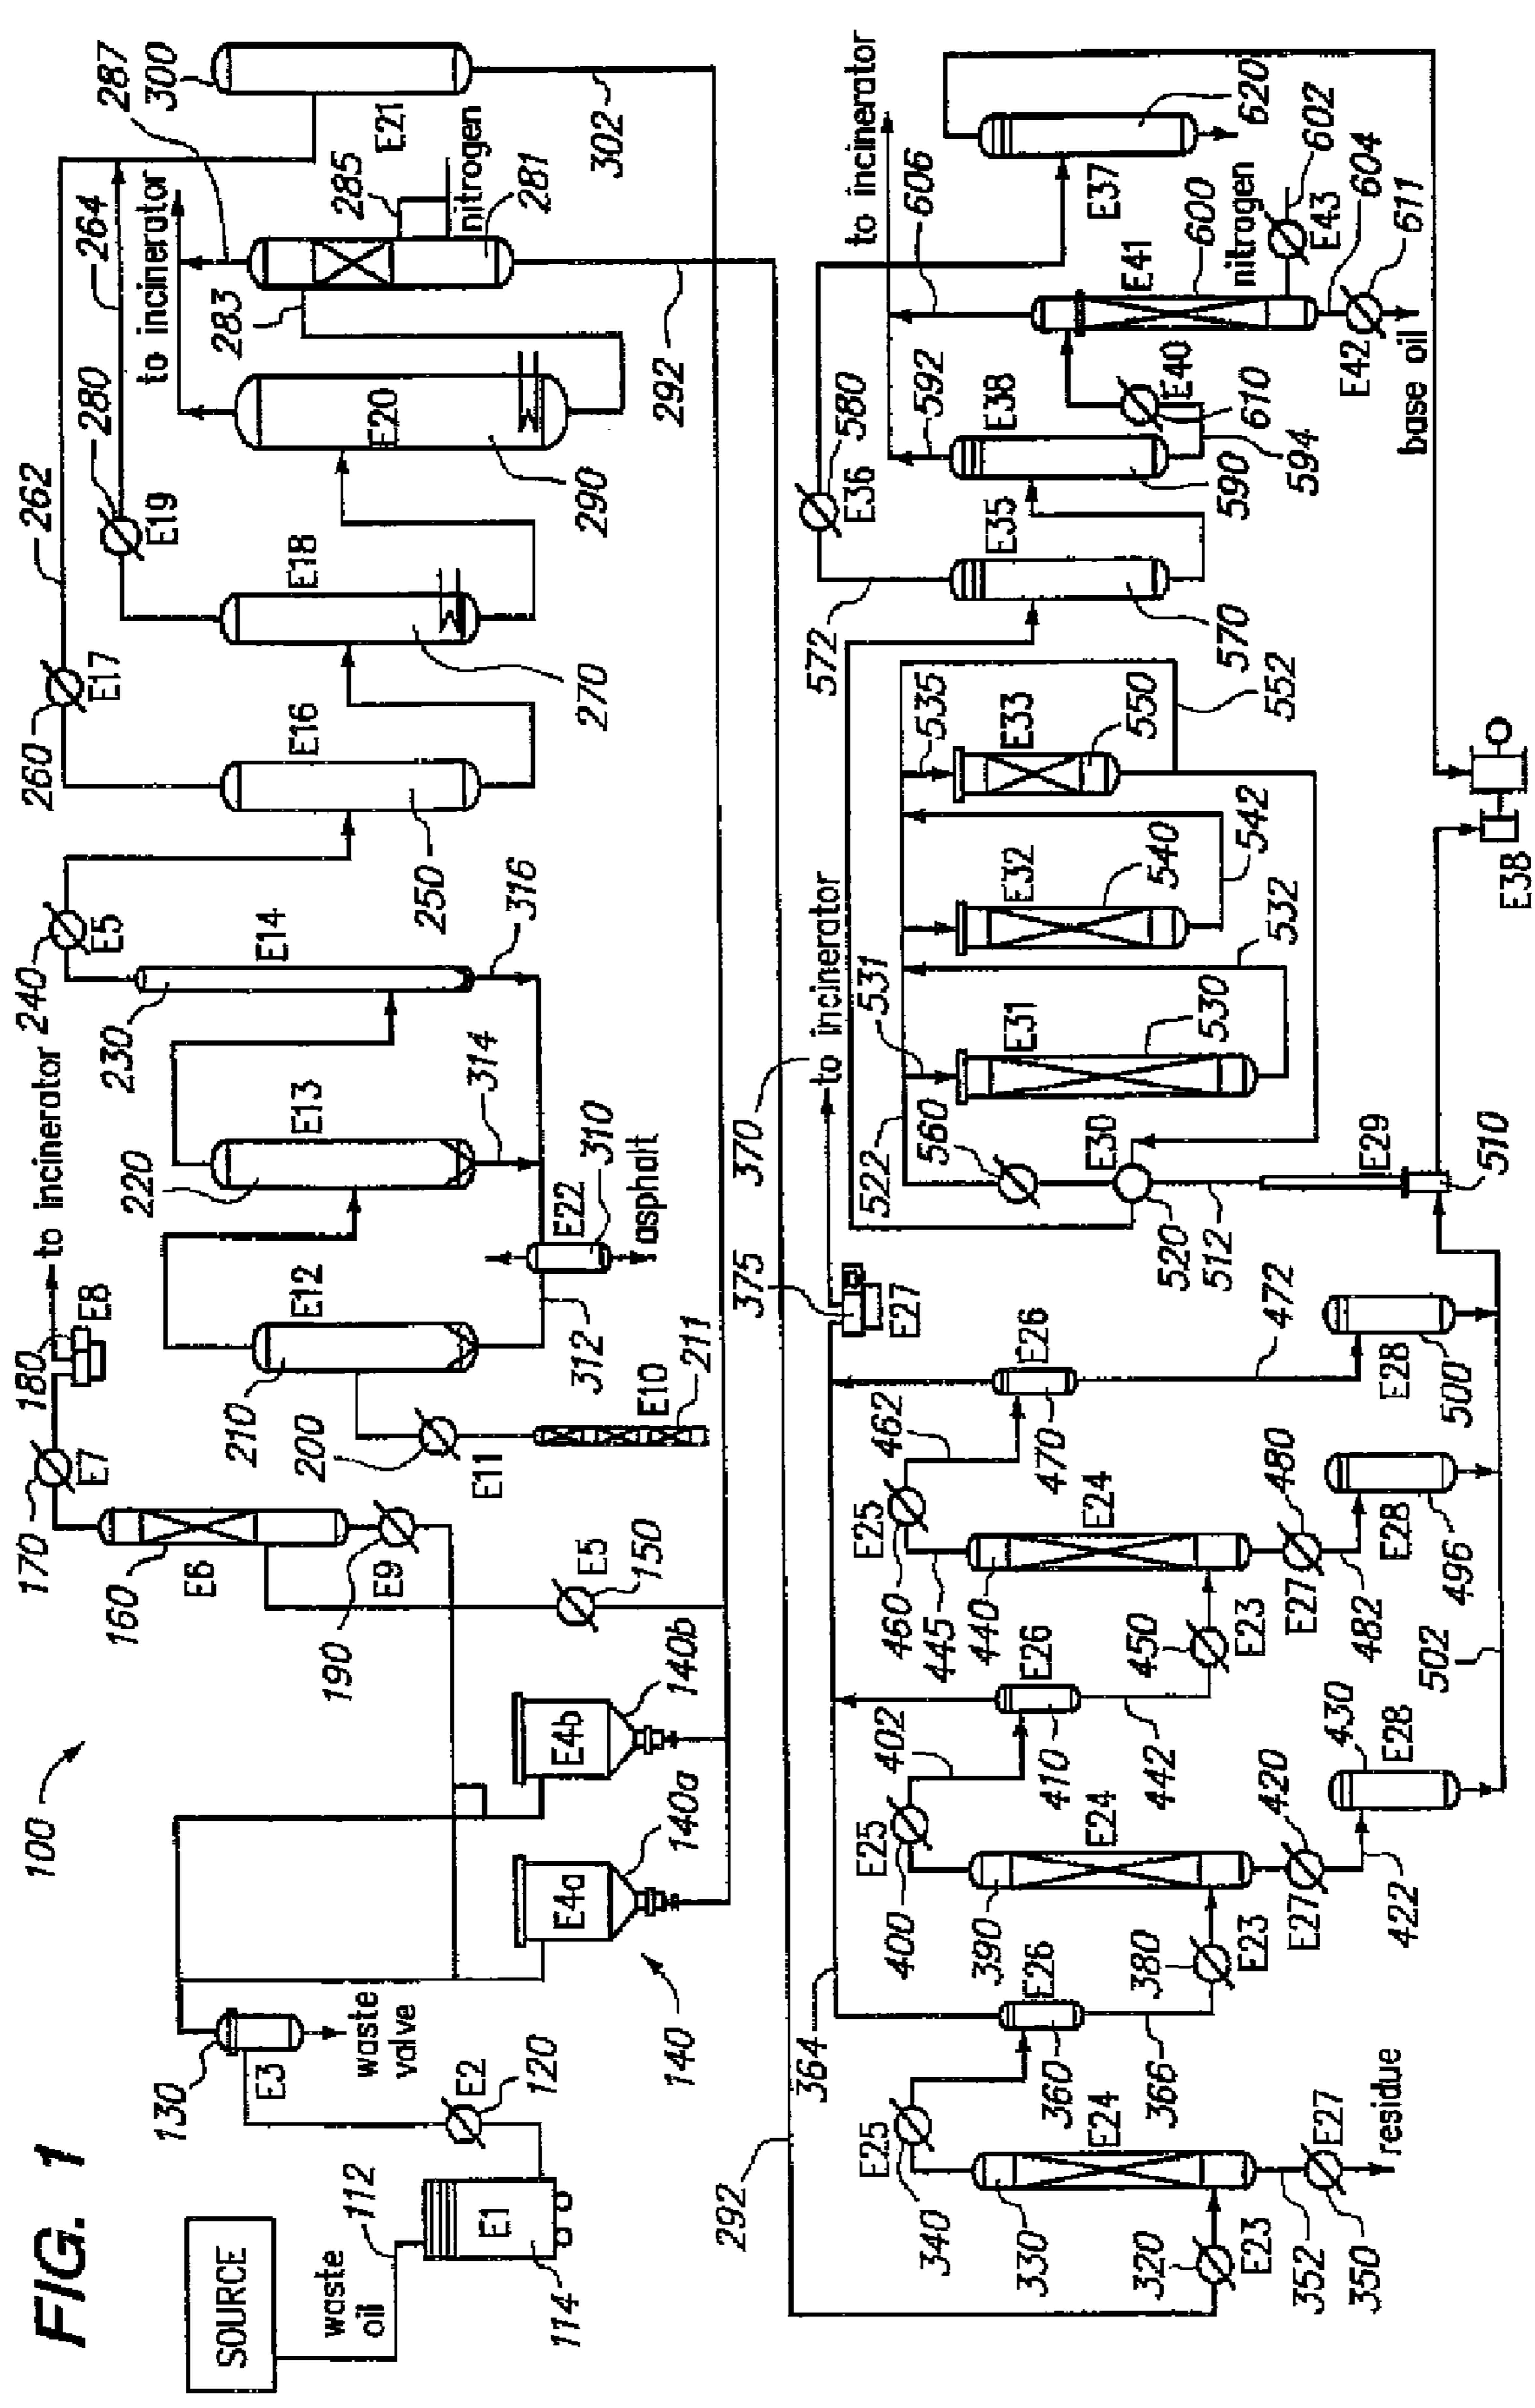 FIG. 1
100
SOURCE
waste
oil
112
E1
114
E2
120
130
E3
waste
valve
140
E4a
140a
E4b
140b
E5
150
160
E6
170
E7
180
E8
to incinerator
190
E9
E10
211
E11
200
210
E12
220
E13
230
E14
240
E5
312
314
316
E22
310
asphalt
250
E16
260
E17
262
264
270
E18
280
E19
to incinerator
E20
290
283
285
287
E21
nitrogen
281
292
300
302
292
320
E23
330
E24
340
E25
350
E27
352
residue
360
E26
364
366
370
to incinerator
375
E27
380
E23
390
E24
400
E25
402
410
E26
420
E27
422
430
E28
440
E24
442
445
450
E23
460
E25
462
470
E26
472
480
E27
482
496
E28
500
E28
502
510
E29
512
520
E30
522
530
E31
531
532
535
540
E32
542
550
E33
552
560
570
E35
572
580
E36
590
E38
592
594
600
E41
602
604
606
to incinerator
610
E40
611
E42
E43
nitrogen
base oil
620
E37
E38